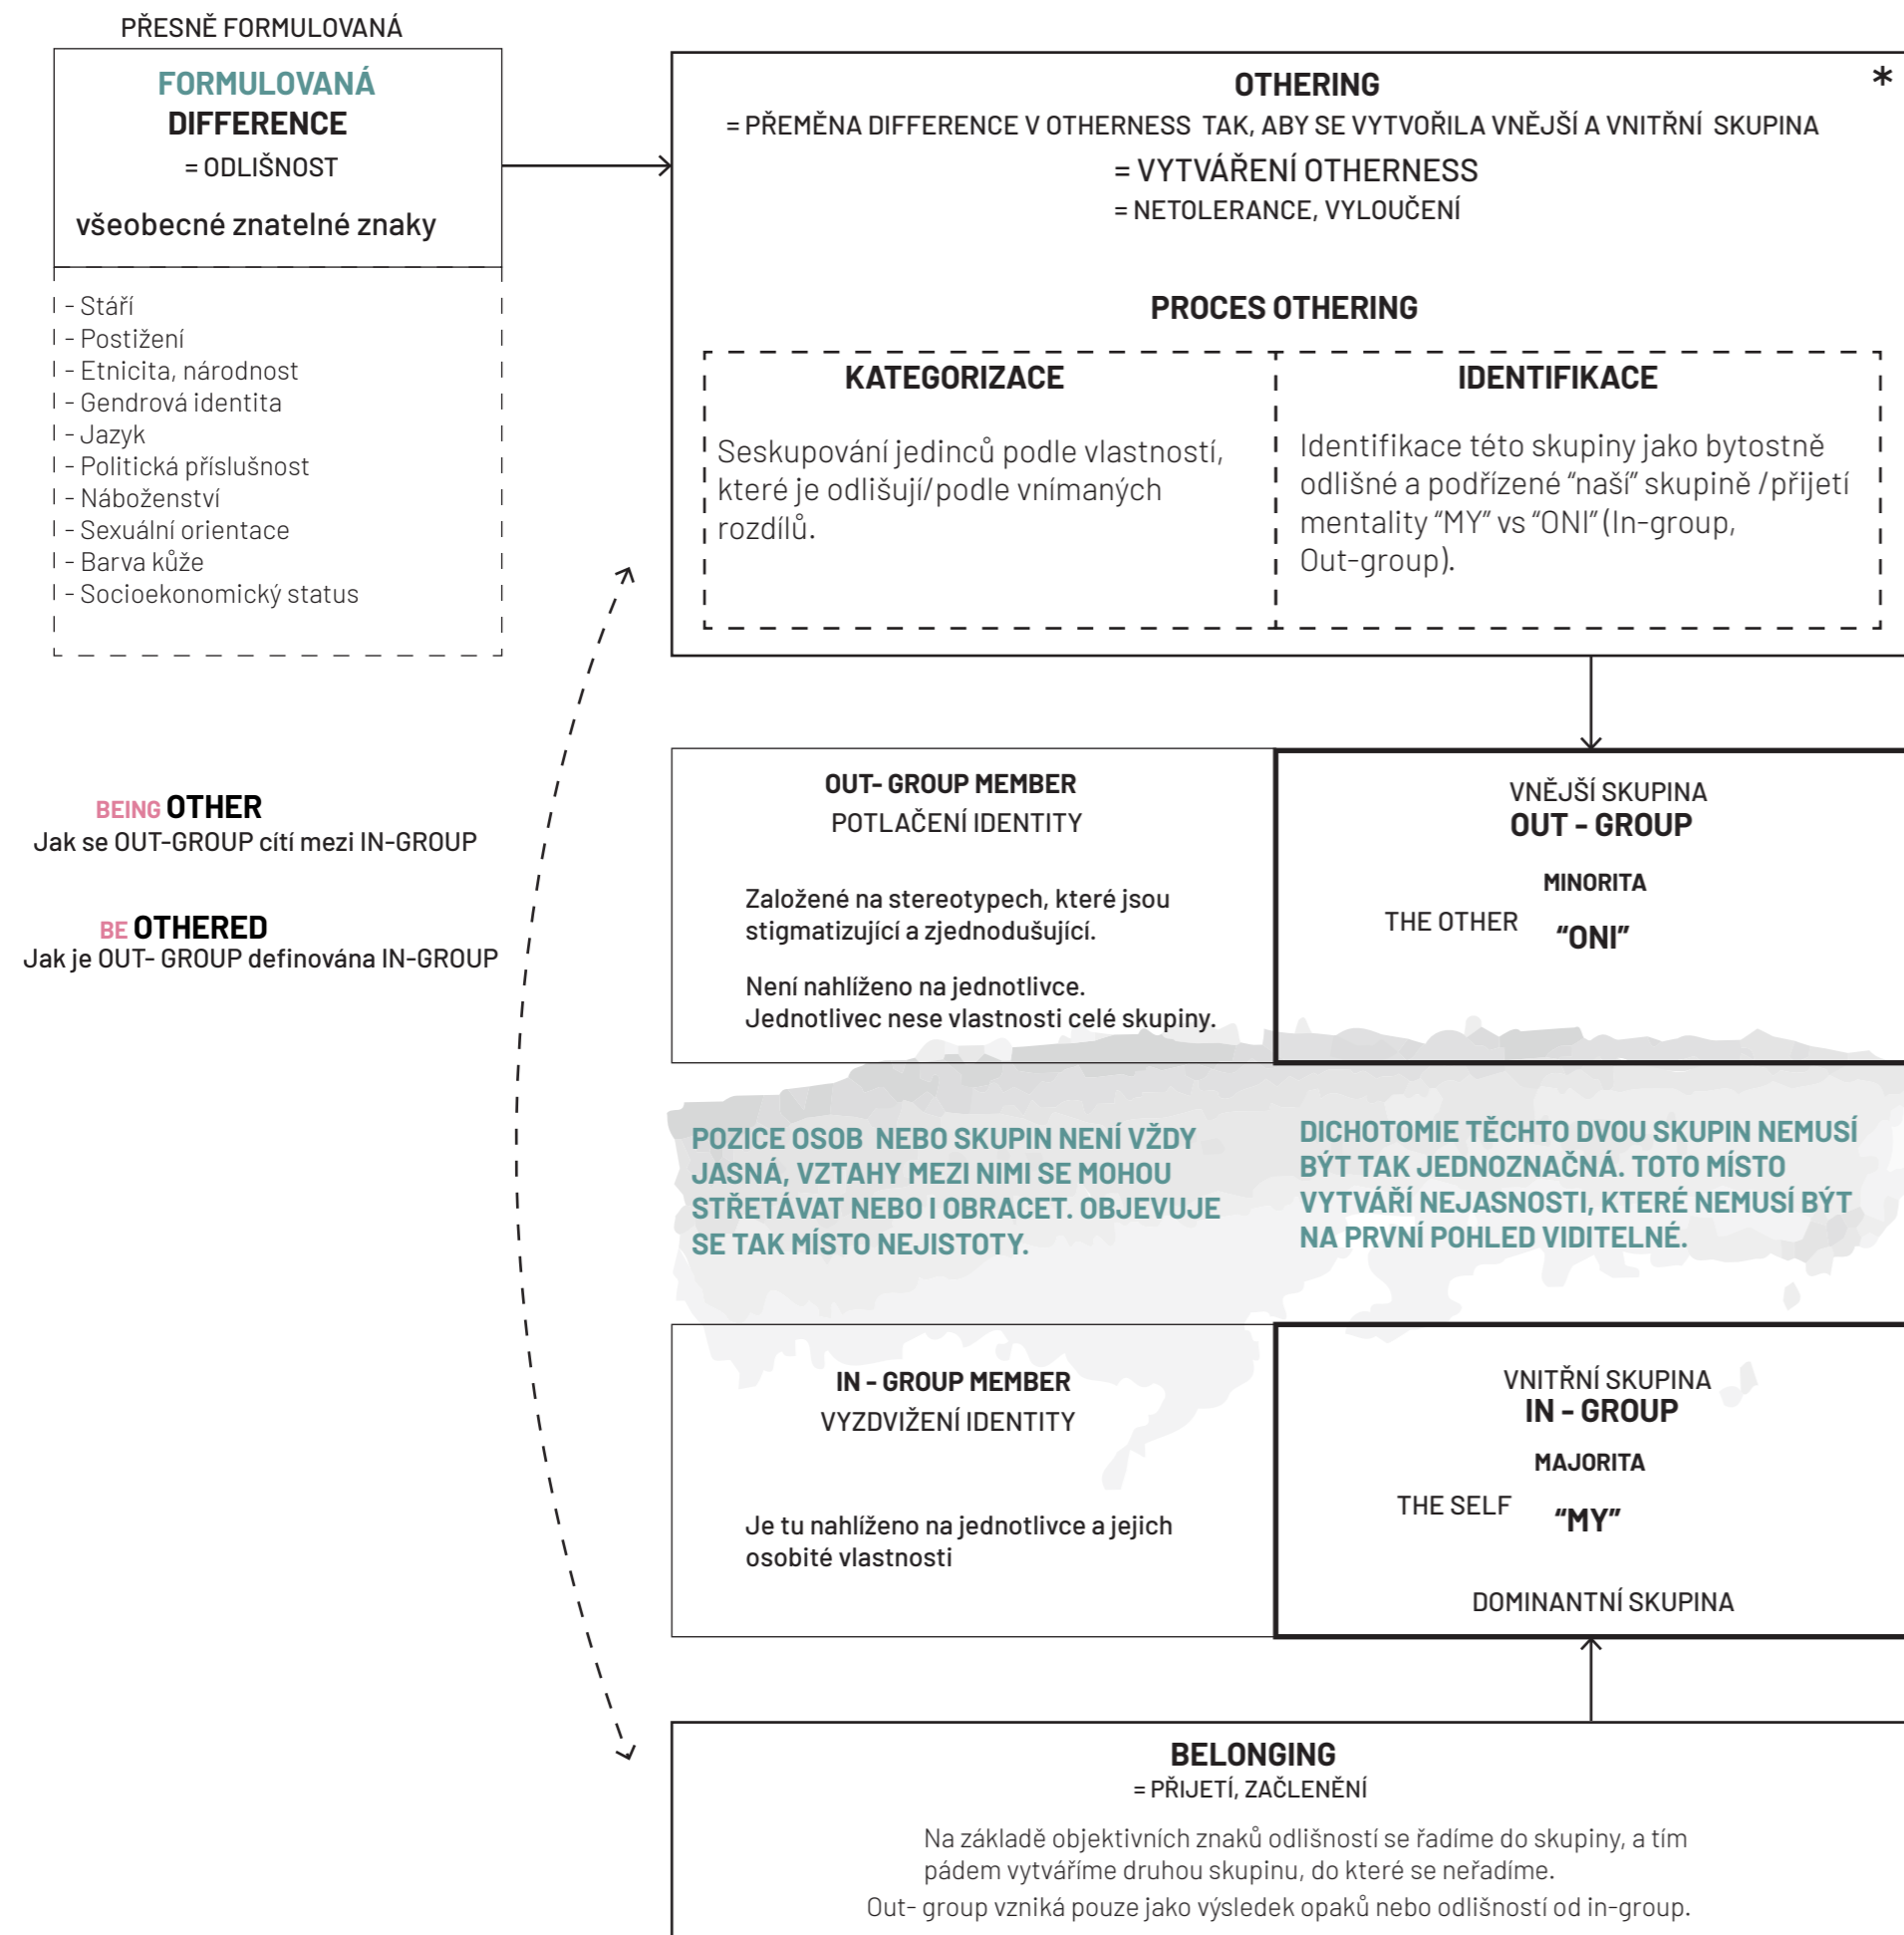 PŘESNĚ FORMULOVANÁ
FORMULOVANÁ
DIFFERENCE
= ODLIŠNOST
všeobecné znatelné znaky
- Stáří
- Postižení
- Etnicita, národnost
- Gendrová identita
- Jazyk
- Politická příslušnost
- Náboženství
- Sexuální orientace
- Barva kůže
- Socioekonomický status
OTHERING *
= PŘEMĚNA DIFFERENCE V OTHERNESS TAK, ABY SE VYTVOŘILA VNĚJŠÍ A VNITŘNÍ SKUPINA
= VYTVÁŘENÍ OTHERNESS
= NETOLERANCE, VYLOUČENÍ
PROCES OTHERING
KATEGORIZACE
Seskupování jedinců podle vlastností,
které je odlišují/podle vnímaných
rozdílů.
IDENTIFIKACE
Identifikace této skupiny jako bytostně
odlišné a podřízené “naší” skupině /přijetí
mentality “MY” vs “ONI” (In-group,
Out-group).
BEING OTHER
Jak se OUT-GROUP cítí mezi IN-GROUP
BE OTHERED
Jak je OUT- GROUP definována IN-GROUP
OUT- GROUP MEMBER
POTLAČENÍ IDENTITY
Založené na stereotypech, které jsou
stigmatizující a zjednodušující.
Není nahlíženo na jednotlivce.
Jednotlivec nese vlastnosti celé skupiny.
VNĚJŠÍ SKUPINA
OUT - GROUP
MINORITA
THE OTHER “ONI”
POZICE OSOB NEBO SKUPIN NENÍ VŽDY
JASNÁ, VZTAHY MEZI NIMI SE MOHOU
STŘETÁVAT NEBO I OBRACET. OBJEVUJE
SE TAK MÍSTO NEJISTOTY.
DICHOTOMIE TĚCHTO DVOU SKUPIN NEMUSÍ
BÝT TAK JEDNOZNAČNÁ. TOTO MÍSTO
VYTVÁŘÍ NEJASNOSTI, KTERÉ NEMUSÍ BÝT
NA PRVNÍ POHLED VIDITELNÉ.
IN - GROUP MEMBER
VYZDVIŽENÍ IDENTITY
Je tu nahlíženo na jednotlivce a jejich
osobité vlastnosti
VNITŘNÍ SKUPINA
IN - GROUP
MAJORITA
THE SELF “MY”
DOMINANTNÍ SKUPINA
BELONGING
= PŘIJETÍ, ZAČLENĚNÍ
Na základě objektivních znaků odlišností se řadíme do skupiny, a tím
pádem vytváříme druhou skupinu, do které se neřadíme.
Out- group vzniká pouze jako výsledek opaků nebo odlišností od in-group.